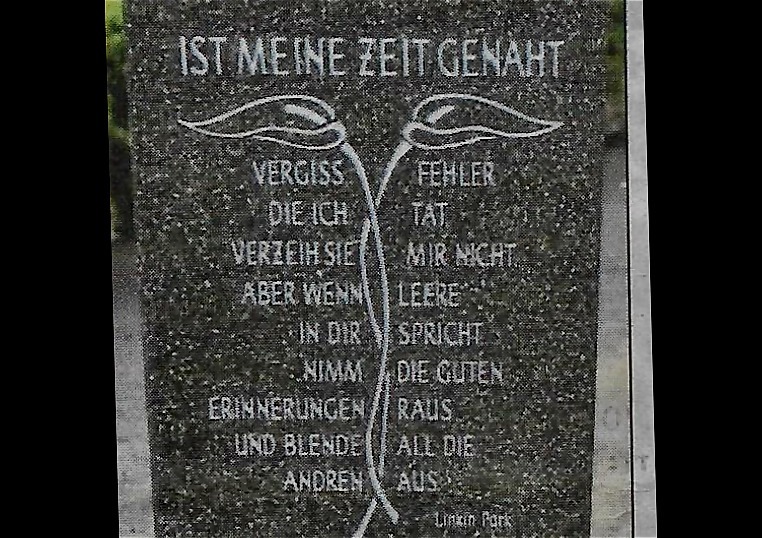 IST MEINE ZEIT GENAHT
VERGISS FEHLER
DIE ICH TAT
VERZEIH SIE MIR NICHT
ABER WENN LEERE
IN DIR SPRICHT
NIMM DIE GUTEN
ERINNERUNGEN RAUS
UND BLENDE ALL DIE
ANDREN AUS
Linkin Park